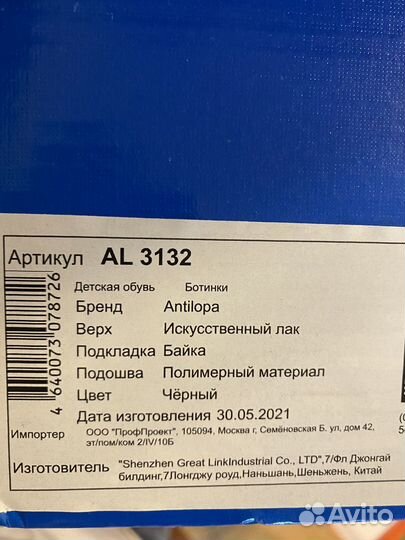 Артикул AL 3132
Детская обувь Ботинки
Бренд Antilopa
Верх Искусственный лак
Подкладка Байка
Подошва Полимерный материал
Цвет Чёрный
Дата изготовления 30.05.2021
Импортер ООО "ПрофПроект", 105094, Москва г, Семёновская Б. ул, дом 42,
эт/пом/ком 2/IV/10Б
Изготовитель "Shenzhen Great LinkIndustrial Co., LTD",7/Фл Джонгай
билдинг,7Лонгджу роуд,Наньшань,Шеньжень, Китай
4 640073 078726
Avito